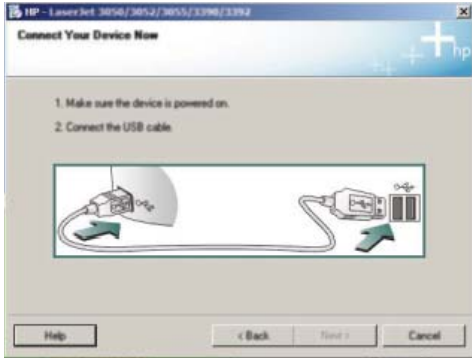 HP - LaserJet 3050/3052/3055/3390/3392
Connect Your Device Now
hp
1. Make sure the device is powered on.
2. Connect the USB cable.
Help
< Back
Next >
Cancel